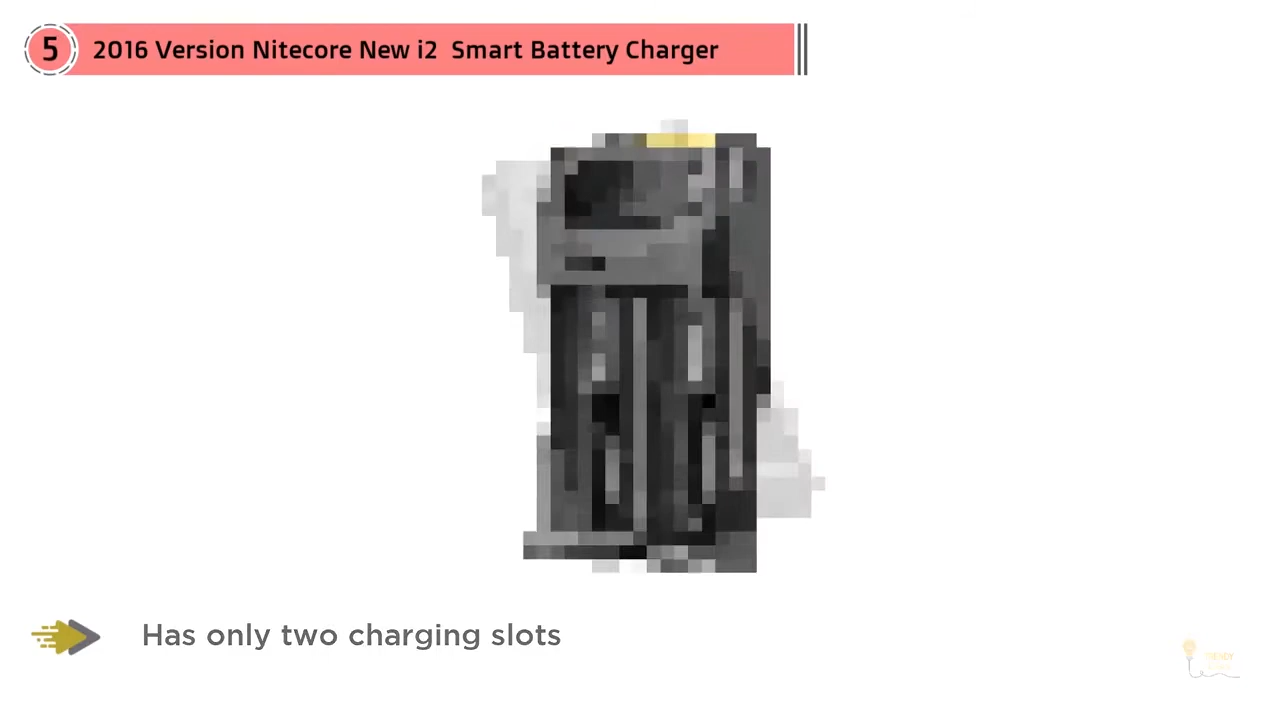 5
2016 Version Nitecore New i2 Smart Battery Charger
Has only two charging slots